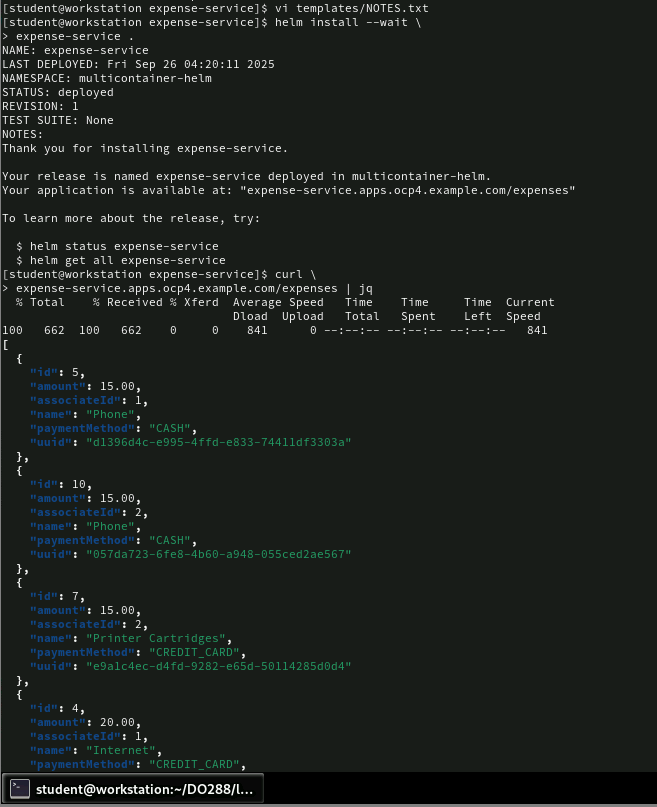 [student@workstation expense-service]$ vi templates/NOTES.txt
[student@workstation expense-service]$ helm install --wait \
> expense-service .
NAME: expense-service
LAST DEPLOYED: Fri Sep 26 04:20:11 2025
NAMESPACE: multicontainer-helm
STATUS: deployed
REVISION: 1
TEST SUITE: None
NOTES:
Thank you for installing expense-service.
Your release is named expense-service deployed in multicontainer-helm.
Your application is available at: "expense-service.apps.ocp4.example.com/expenses"
To learn more about the release, try:
$ helm status expense-service
$ helm get all expense-service
[student@workstation expense-service]$ curl \
> expense-service.apps.ocp4.example.com/expenses | jq
% Total % Received % Xferd Average Speed Time Time Time Current
Dload Upload Total Spent Left Speed
100 662 100 662 0 0 841 0 --:--:-- --:--:-- --:--:-- 841
[
{
"id": 5,
"amount": 15.00,
"associateId": 1,
"name": "Phone",
"paymentMethod": "CASH",
"uuid": "d1396d4c-e995-4ffd-e833-74411df3303a"
},
{
"id": 10,
"amount": 15.00,
"associateId": 2,
"name": "Phone",
"paymentMethod": "CASH",
"uuid": "057da723-6fe8-4b60-a948-055ced2ae567"
},
{
"id": 7,
"amount": 15.00,
"associateId": 2,
"name": "Printer Cartridges",
"paymentMethod": "CREDIT_CARD",
"uuid": "e9a1c4ec-d4fd-9282-e65d-50114285d0d4"
},
{
"id": 4,
"amount": 20.00,
"associateId": 1,
"name": "Internet",
"paymentMethod": "CREDIT_CARD",
student@workstation:~/DO288/l...